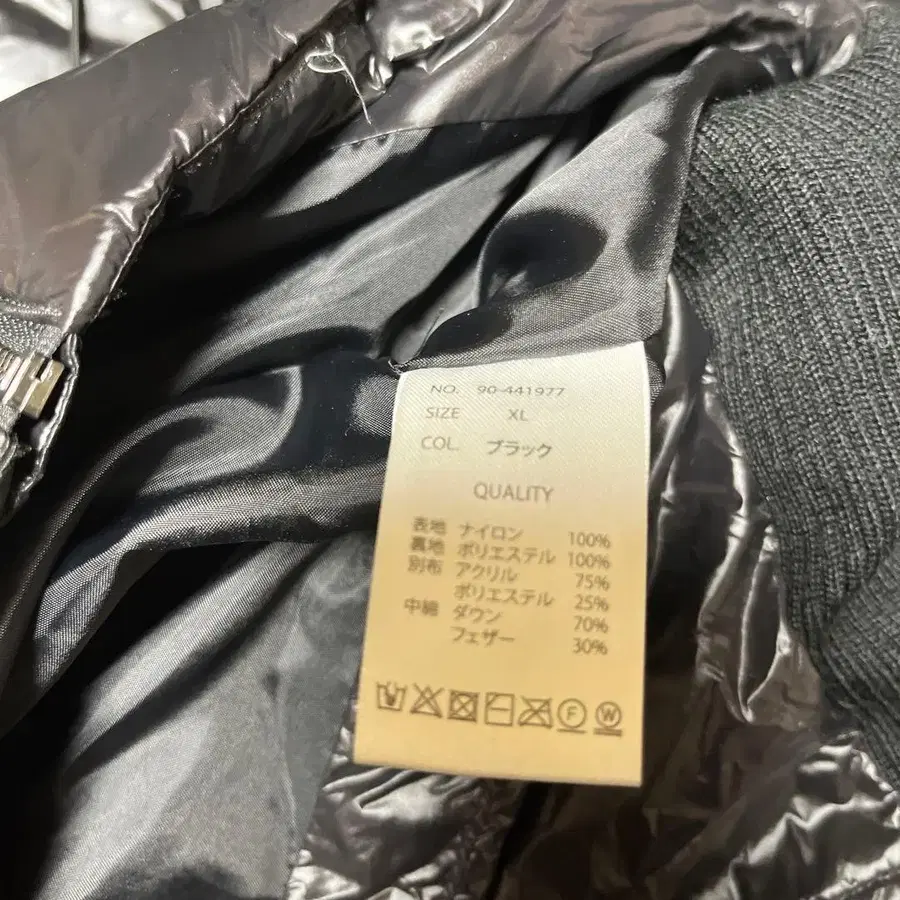 NO. 90-441977
SIZE XL
COL. ブラック
QUALITY
表地 ナイロン 100%
裏地 ポリエステル 100%
別布 アクリル 75%
ポリエステル 25%
中綿 ダウン 70%
フェザー 30%
F W